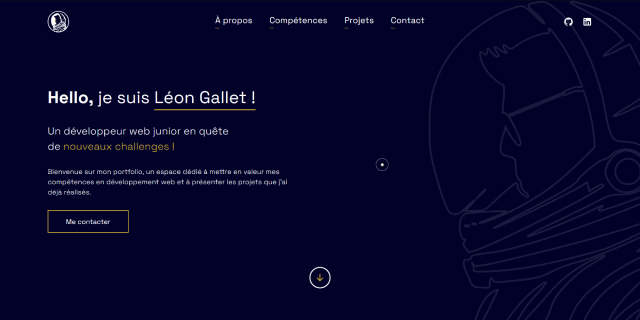 À propos
Compétences
Projets
Contact
Hello, je suis Léon Gallet !
Un développeur web junior en quête
de nouveaux challenges !
Bienvenue sur mon portfolio, un espace dédié à mettre en valeur mes
compétences en développement web et à présenter les projets que j'ai
déjà réalisés.
Me contacter